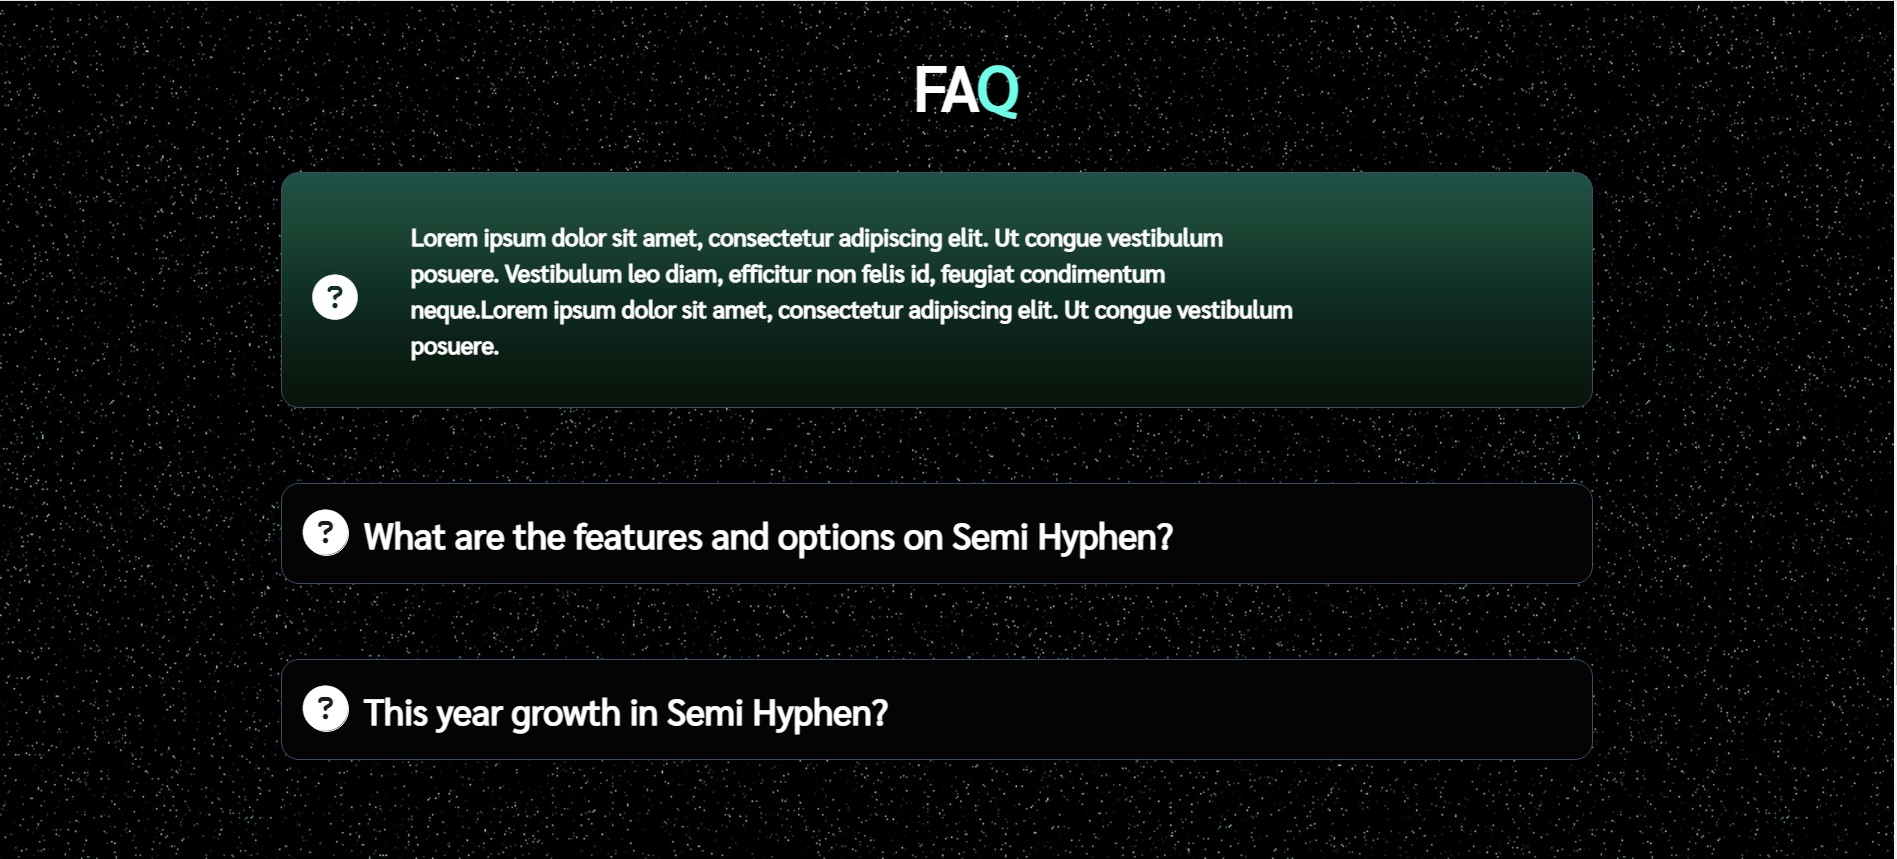 FAQ
Lorem ipsum dolor sit amet, consectetur adipiscing elit. Ut congue vestibulum
posuere. Vestibulum leo diam, efficitur non felis id, feugiat condimentum
neque.Lorem ipsum dolor sit amet, consectetur adipiscing elit. Ut congue vestibulum
posuere.
? What are the features and options on Semi Hyphen?
? This year growth in Semi Hyphen?